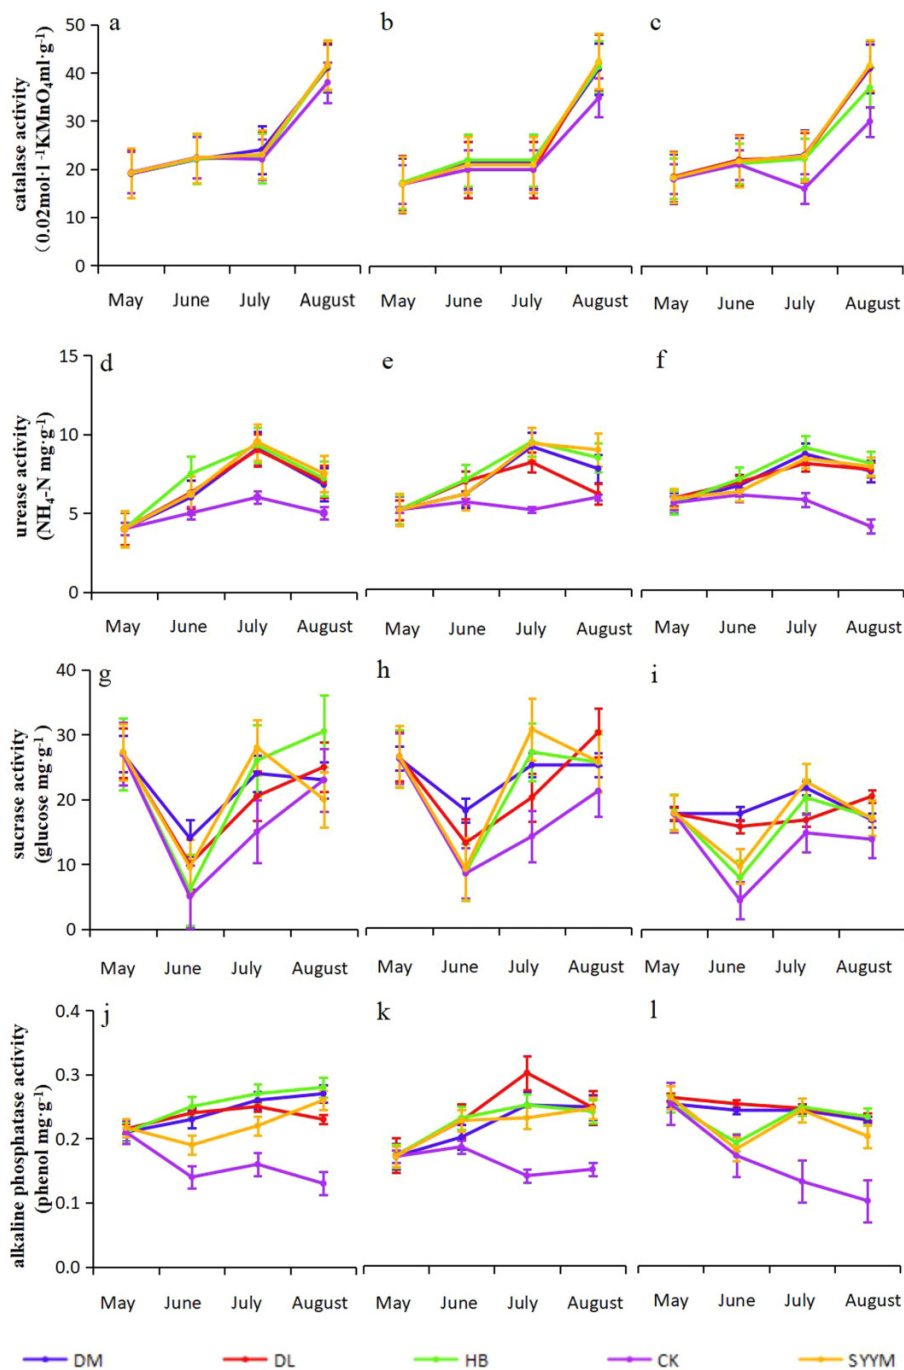 a b c
catalase activity
(0.02mol·l⁻¹KMnO₄ml·g⁻¹)
50
40
30
20
10
0
May June July August May June July August May June July August
d e f
urease activity
(NH₄-N mg·g⁻¹)
15
10
5
0
May June July August May June July August May June July August
g h i
sucrase activity
(glucose mg·g⁻¹)
40
30
20
10
0
May June July August May June July August May June July August
j k l
alkaline phosphatase activity
(phenol mg·g⁻¹)
0.4
0.3
0.2
0.1
0.0
May June July August May June July August May June July August
DM DL HB CK SYYM